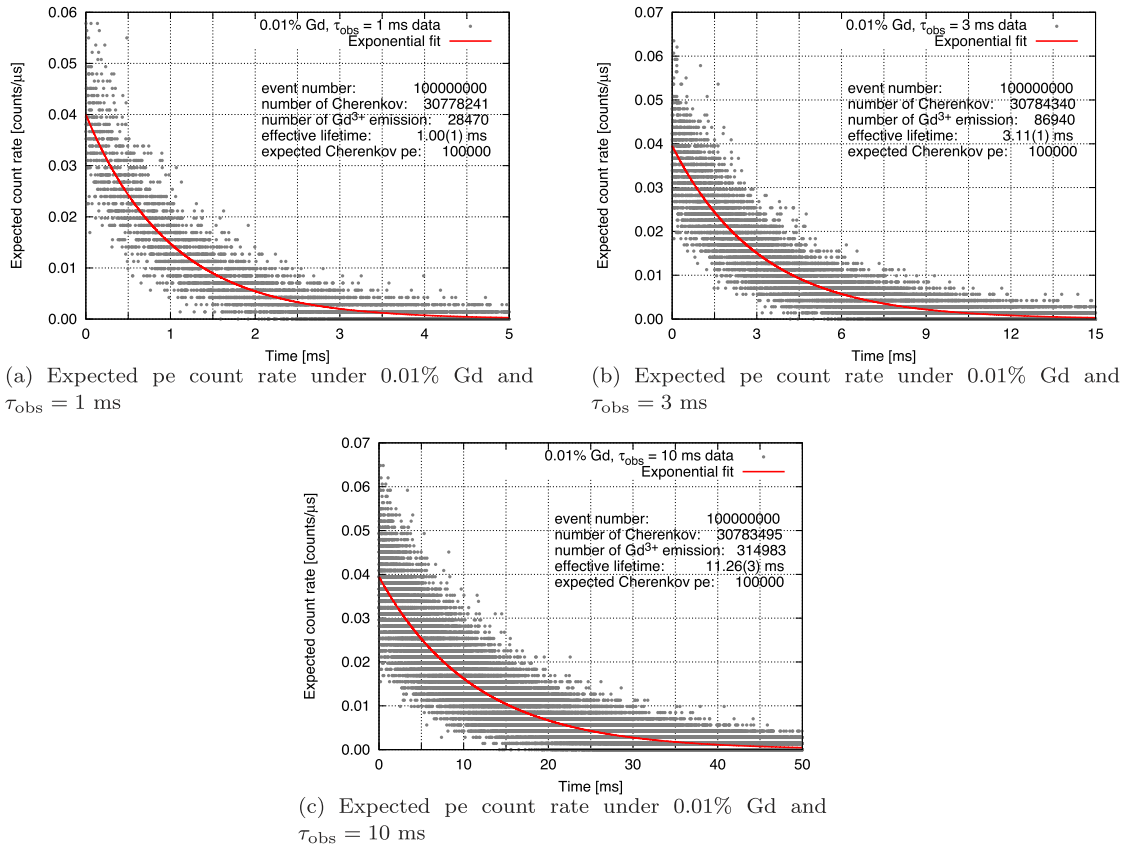 0.01% Gd, τobs = 1 ms data
Exponential fit
event number: 100000000
number of Cherenkov: 30778241
number of Gd3+ emission: 28470
effective lifetime: 1.00(1) ms
expected Cherenkov pe: 100000
Expected count rate [counts/μs]
0.06
0.05
0.04
0.03
0.02
0.01
0.00
0 1 2 3 4 5
Time [ms]
(a) Expected pe count rate under 0.01% Gd and
τobs = 1 ms
0.01% Gd, τobs = 3 ms data
Exponential fit
event number: 100000000
number of Cherenkov: 30784340
number of Gd3+ emission: 86940
effective lifetime: 3.11(1) ms
expected Cherenkov pe: 100000
Expected count rate [counts/μs]
0.07
0.06
0.05
0.04
0.03
0.02
0.01
0.00
0 3 6 9 12 15
Time [ms]
(b) Expected pe count rate under 0.01% Gd and
τobs = 3 ms
0.01% Gd, τobs = 10 ms data
Exponential fit
event number: 100000000
number of Cherenkov: 30783495
number of Gd3+ emission: 314983
effective lifetime: 11.26(3) ms
expected Cherenkov pe: 100000
Expected count rate [counts/μs]
0.07
0.06
0.05
0.04
0.03
0.02
0.01
0.00
0 10 20 30 40 50
Time [ms]
(c) Expected pe count rate under 0.01% Gd and
τobs = 10 ms